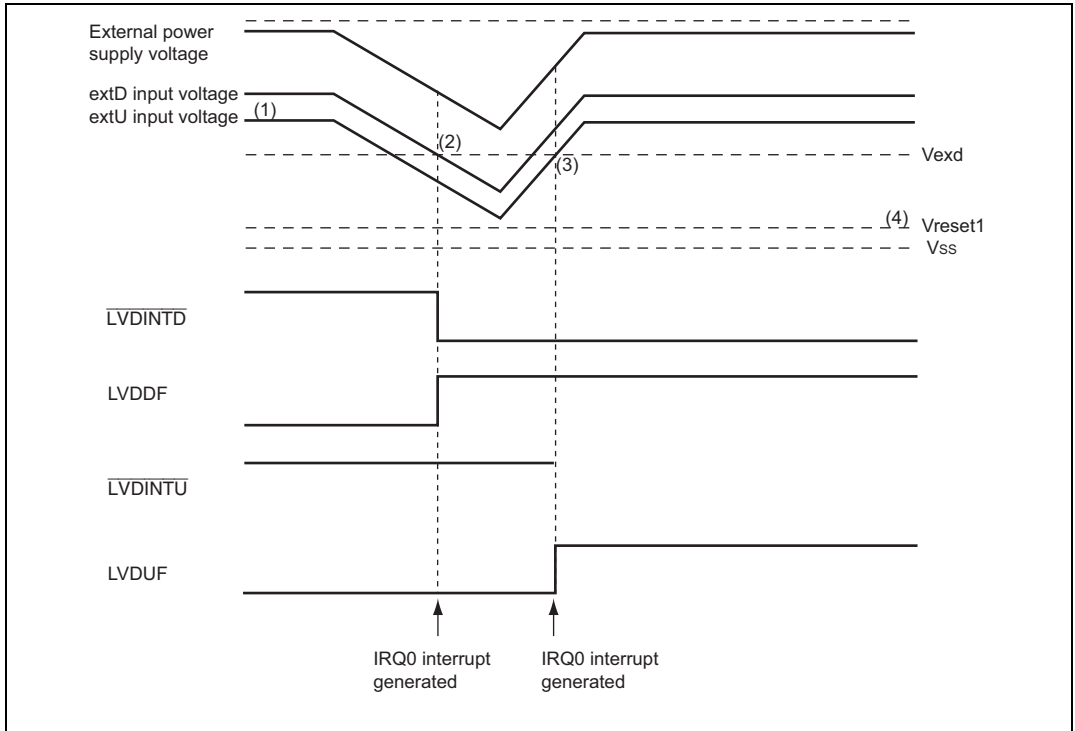 External power
supply voltage
extD input voltage
extU input voltage
(1)
(2)
(3)
Vexd
(4)
Vreset1
Vss
LVDINTD
LVDDF
LVDINTU
LVDUF
IRQ0 interrupt
generated
IRQ0 interrupt
generated